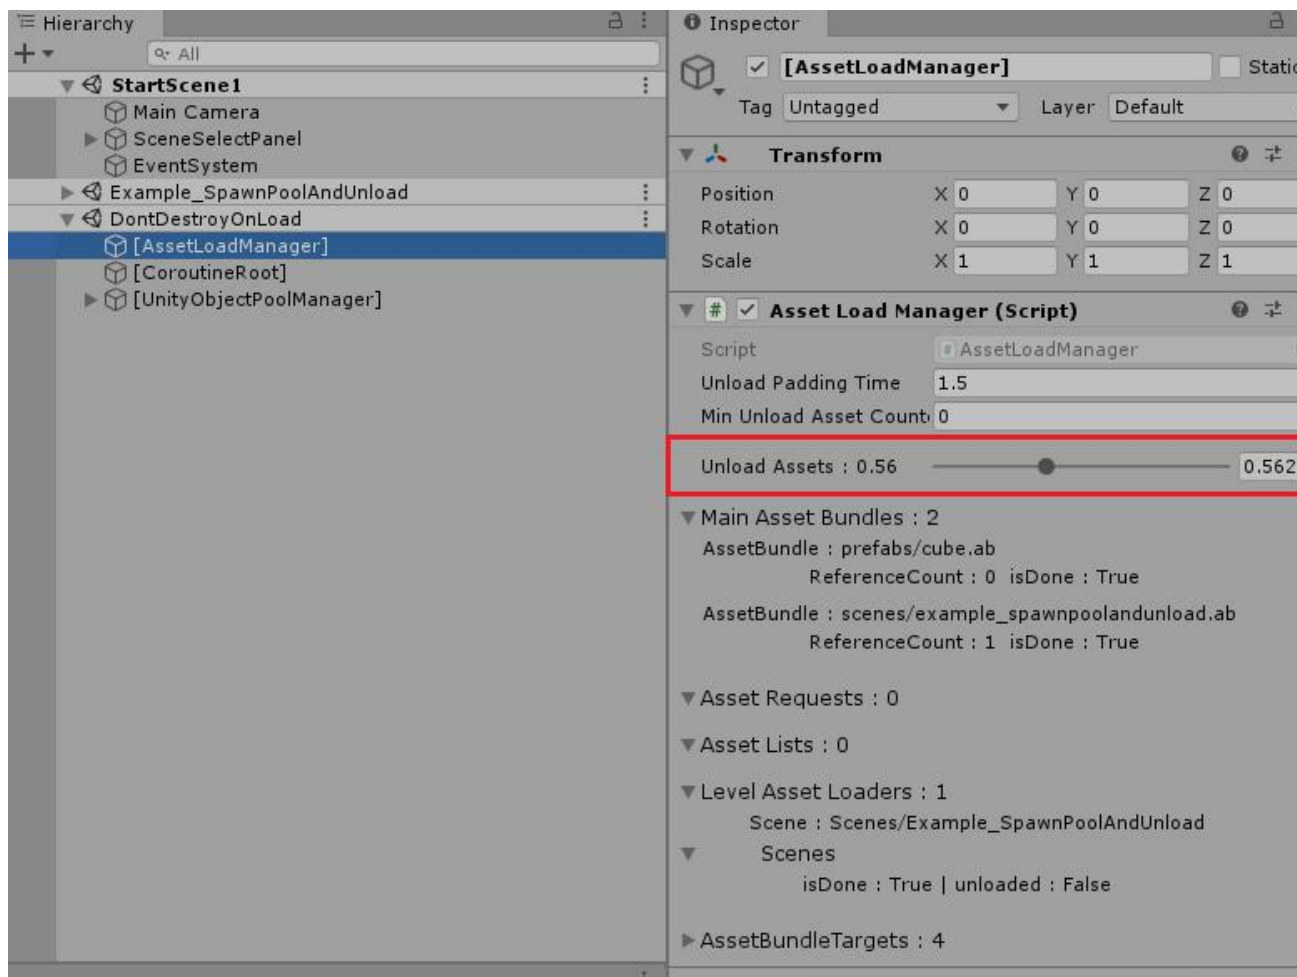 Hierarchy
All
StartScene1
Main Camera
SceneSelectPanel
EventSystem
Example_SpawnPoolAndUnload
DontDestroyOnLoad
[AssetLoadManager]
[CoroutineRoot]
[UnityObjectPoolManager]
Inspector
[AssetLoadManager] Static
Tag Untagged Layer Default
Transform
Position X 0 Y 0 Z 0
Rotation X 0 Y 0 Z 0
Scale X 1 Y 1 Z 1
# Asset Load Manager (Script)
Script # AssetLoadManager
Unload Padding Time 1.5
Min Unload Asset Count 0
Unload Assets : 0.56 0.562
Main Asset Bundles : 2
AssetBundle : prefabs/cube.ab
ReferenceCount : 0 isDone : True
AssetBundle : scenes/example_spawnpoolandunload.ab
ReferenceCount : 1 isDone : True
Asset Requests : 0
Asset Lists : 0
Level Asset Loaders : 1
Scene : Scenes/Example_SpawnPoolAndUnload
Scenes
isDone : True | unloaded : False
AssetBundleTargets : 4